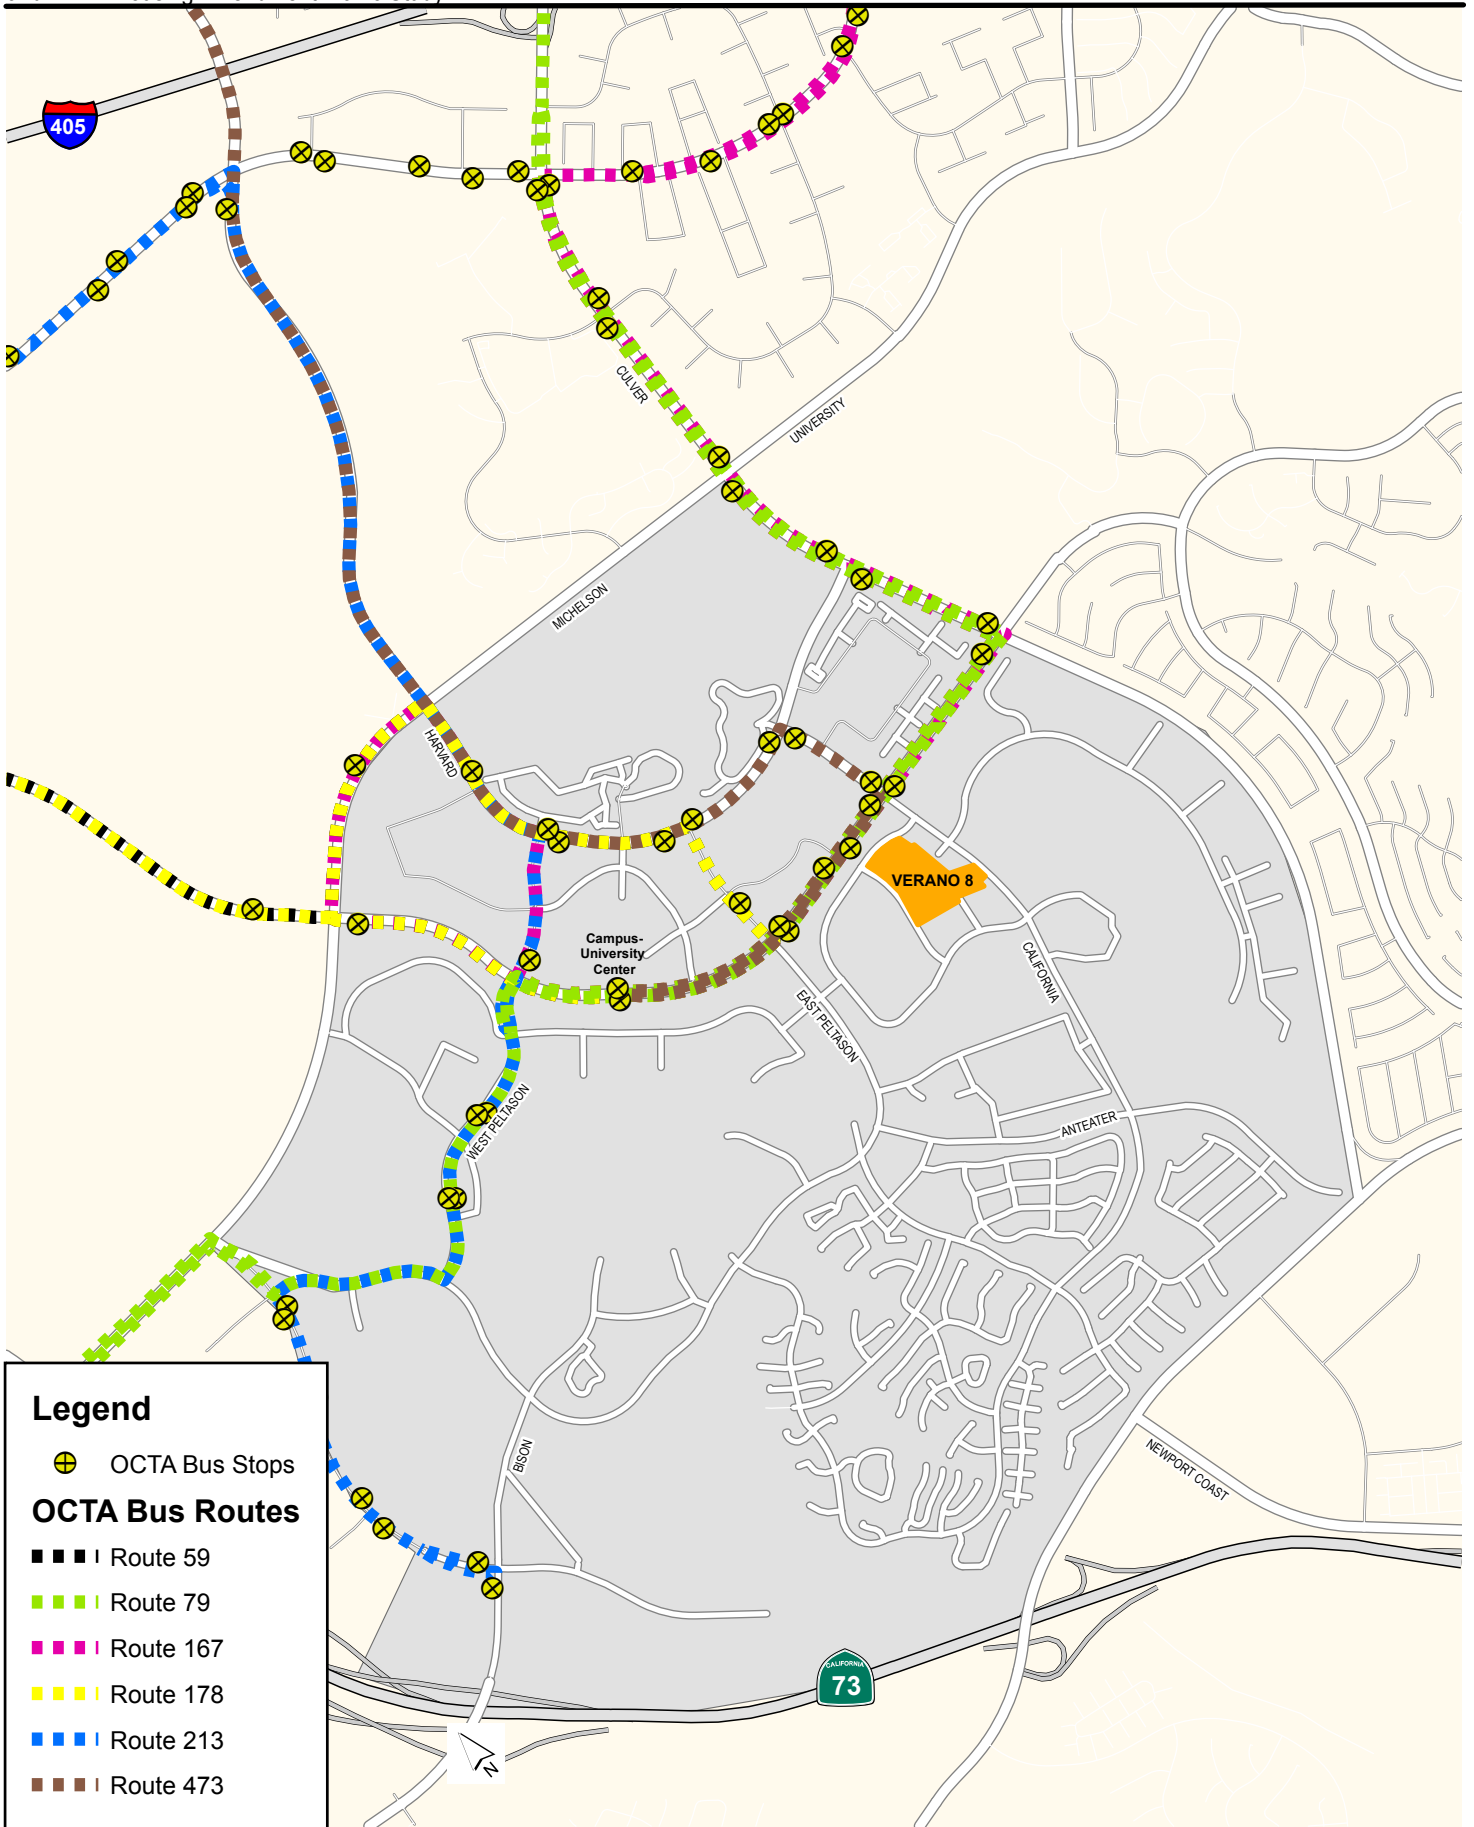 405
CULVER
UNIVERSITY
MICHELSON
HARVARD
VERANO 8
Campus-
University
Center
CALIFORNIA
EAST PELTASON
WEST PELTASON
ANTEATER
BISON
NEWPORT COAST
CALIFORNIA
73
N
Legend
OCTA Bus Stops
OCTA Bus Routes
Route 59
Route 79
Route 167
Route 178
Route 213
Route 473